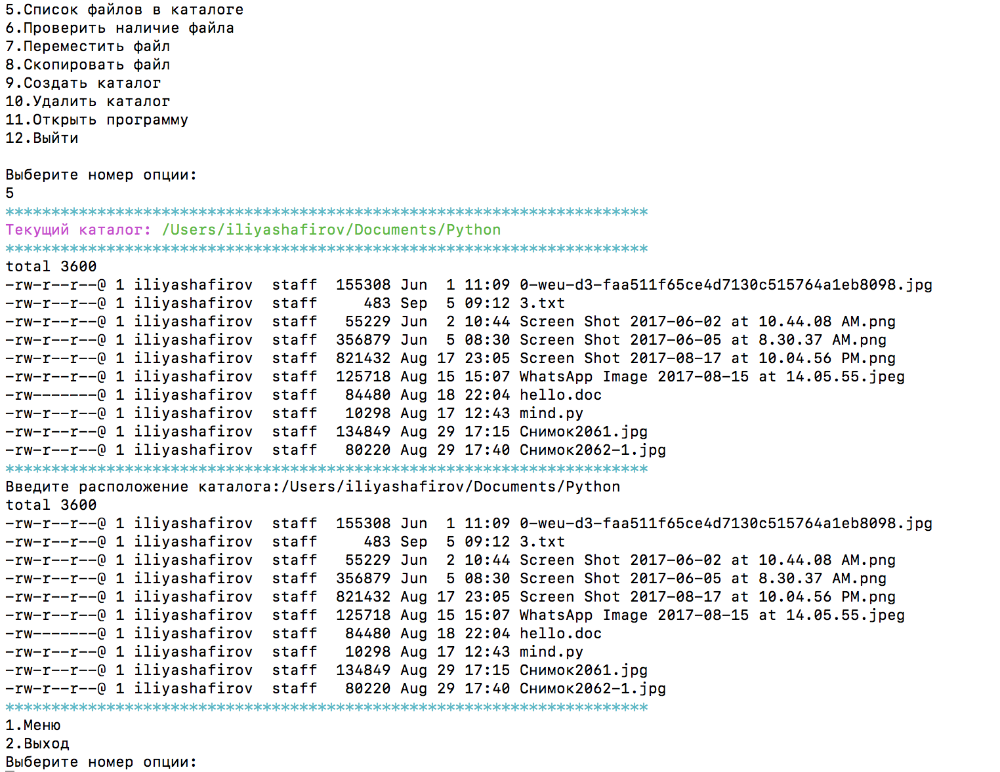 5.Список файлов в каталоге
6.Проверить наличие файла
7.Переместить файл
8.Скопировать файл
9.Создать каталог
10.Удалить каталог
11.Открыть программу
12.Выйти
Выберите номер опции:
5
**********************************************************************
Текущий каталог: /Users/iliyashafirov/Documents/Python
**********************************************************************
total 3600
-rw-r--r--@ 1 iliyashafirov  staff  155308 Jun  1 11:09 0-weu-d3-faa511f65ce4d7130c515764a1eb8098.jpg
-rw-r--r--@ 1 iliyashafirov  staff     483 Sep  5 09:12 3.txt
-rw-r--r--@ 1 iliyashafirov  staff   55229 Jun  2 10:44 Screen Shot 2017-06-02 at 10.44.08 AM.png
-rw-r--r--@ 1 iliyashafirov  staff  356879 Jun  5 08:30 Screen Shot 2017-06-05 at 8.30.37 AM.png
-rw-r--r--@ 1 iliyashafirov  staff  821432 Aug 17 23:05 Screen Shot 2017-08-17 at 10.04.56 PM.png
-rw-r--r--@ 1 iliyashafirov  staff  125718 Aug 15 15:07 WhatsApp Image 2017-08-15 at 14.05.55.jpeg
-rw-------@ 1 iliyashafirov  staff   84480 Aug 18 22:04 hello.doc
-rw-r--r--@ 1 iliyashafirov  staff   10298 Aug 17 12:43 mind.py
-rw-r--r--@ 1 iliyashafirov  staff  134849 Aug 29 17:15 Снимок2061.jpg
-rw-r--r--@ 1 iliyashafirov  staff   80220 Aug 29 17:40 Снимок2062-1.jpg
**********************************************************************
Введите расположение каталога:/Users/iliyashafirov/Documents/Python
total 3600
-rw-r--r--@ 1 iliyashafirov  staff  155308 Jun  1 11:09 0-weu-d3-faa511f65ce4d7130c515764a1eb8098.jpg
-rw-r--r--@ 1 iliyashafirov  staff     483 Sep  5 09:12 3.txt
-rw-r--r--@ 1 iliyashafirov  staff   55229 Jun  2 10:44 Screen Shot 2017-06-02 at 10.44.08 AM.png
-rw-r--r--@ 1 iliyashafirov  staff  356879 Jun  5 08:30 Screen Shot 2017-06-05 at 8.30.37 AM.png
-rw-r--r--@ 1 iliyashafirov  staff  821432 Aug 17 23:05 Screen Shot 2017-08-17 at 10.04.56 PM.png
-rw-r--r--@ 1 iliyashafirov  staff  125718 Aug 15 15:07 WhatsApp Image 2017-08-15 at 14.05.55.jpeg
-rw-------@ 1 iliyashafirov  staff   84480 Aug 18 22:04 hello.doc
-rw-r--r--@ 1 iliyashafirov  staff   10298 Aug 17 12:43 mind.py
-rw-r--r--@ 1 iliyashafirov  staff  134849 Aug 29 17:15 Снимок2061.jpg
-rw-r--r--@ 1 iliyashafirov  staff   80220 Aug 29 17:40 Снимок2062-1.jpg
**********************************************************************
1.Меню
2.Выход
Выберите номер опции: